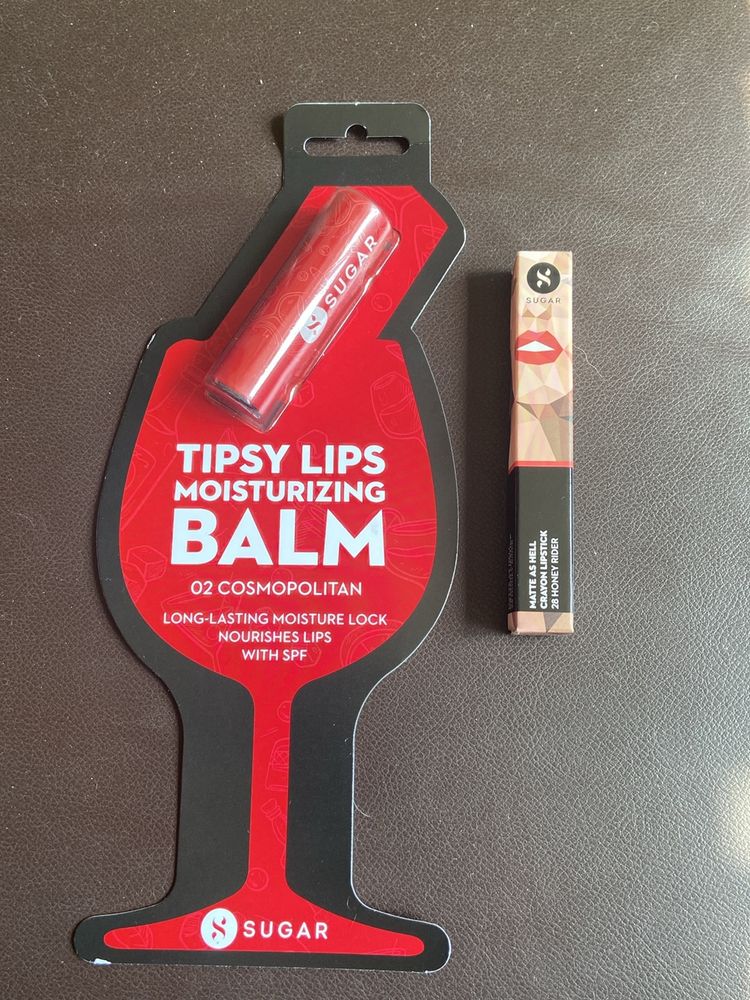 SUGAR
TIPSY LIPS
MOISTURIZING
BALM
02 COSMOPOLITAN
LONG-LASTING MOISTURE LOCK
NOURISHES LIPS
WITH SPF
SUGAR
SUGAR
MATTE AS HELL
CRAYON LIPSTICK
28 HONEY RIDER